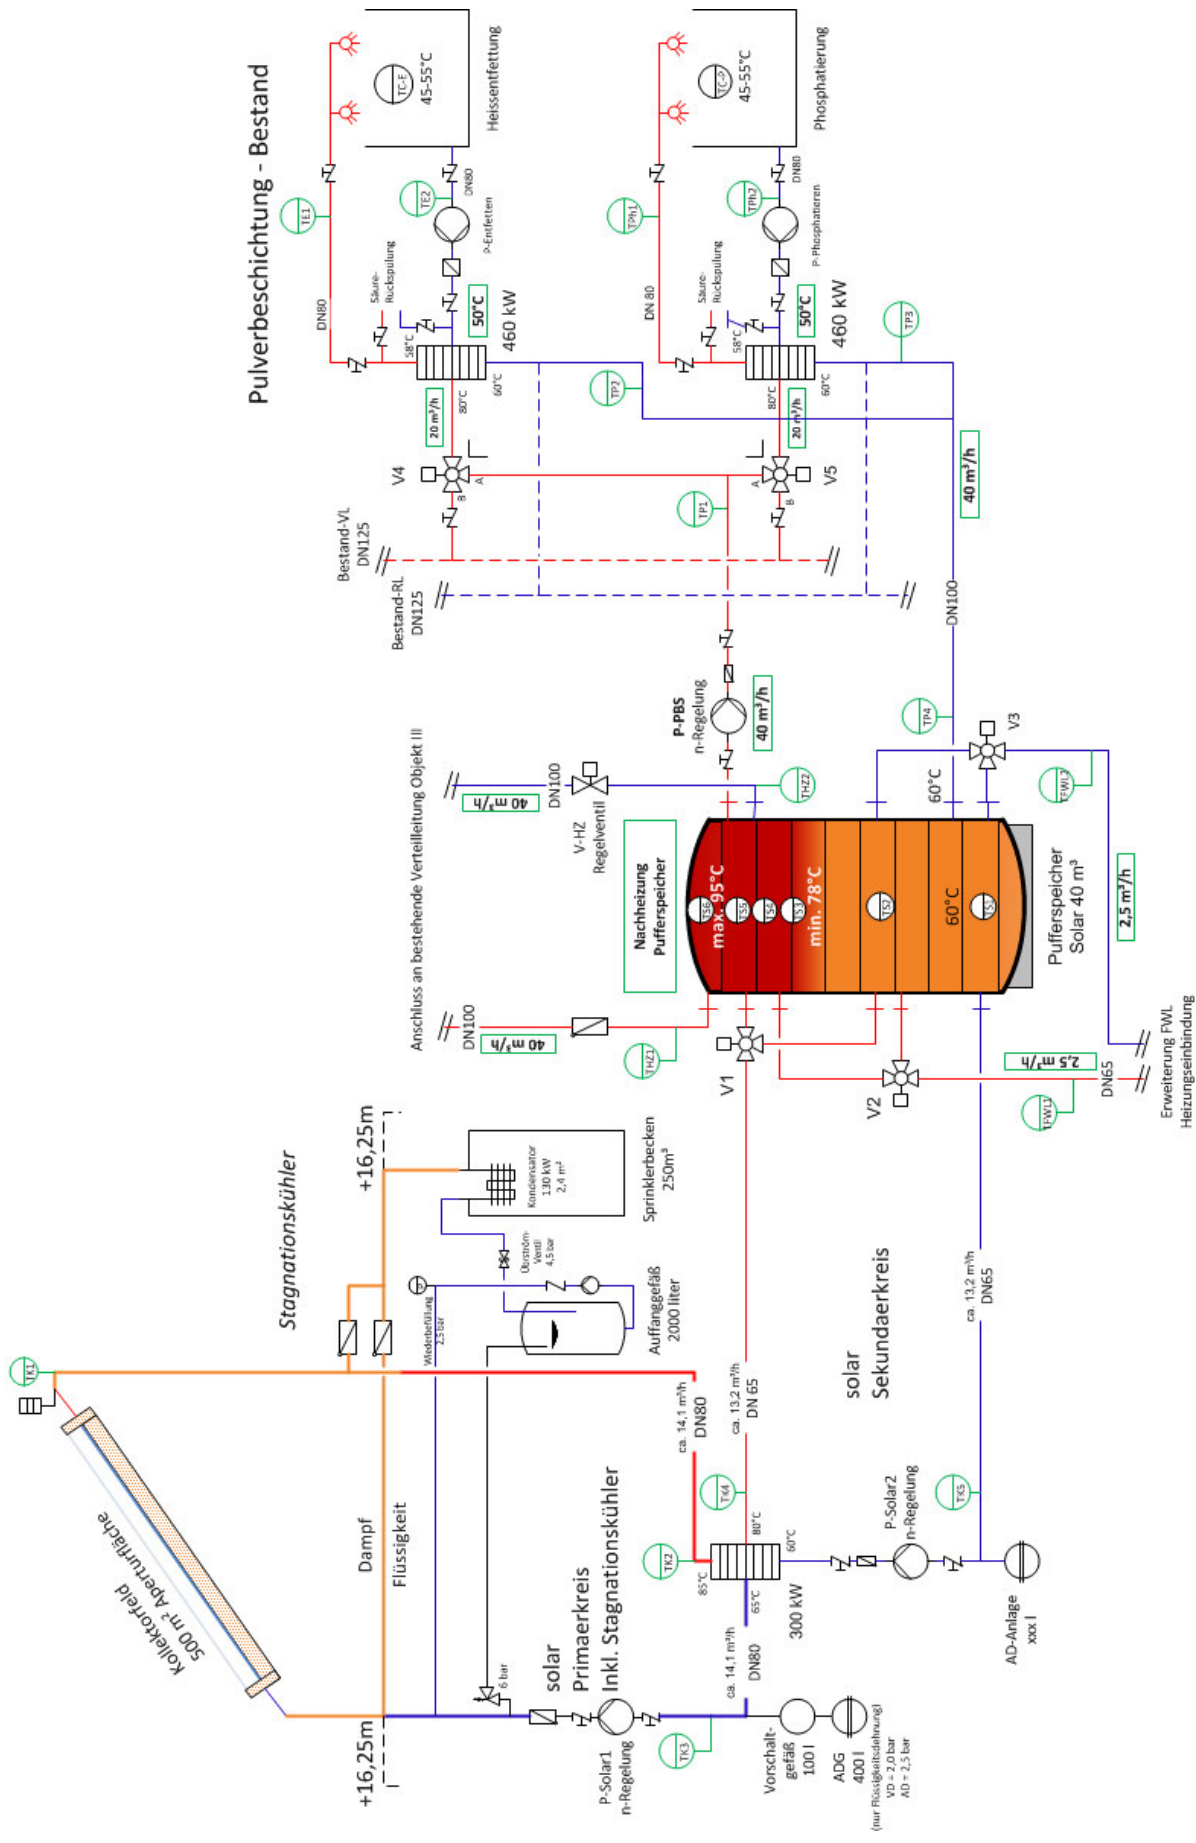 Pulverbeschichtung - Bestand
TC-E
45-55°C
Heissentfettung
TE1
TE2
DN80
DN80
P-Entfetten
Säure-
Rückspülung
58°C
50°C
460 kW
60°C
80°C
20 m³/h
V4
A
B
TC-P
45-55°C
Phosphatierung
TPh1
TPh2
DN 80
DN80
P-Phosphatieren
Säure-
Rückspülung
58°C
50°C
460 kW
60°C
80°C
20 m³/h
V5
A
B
TP1
TP2
TP3
40 m³/h
DN100
Bestand-VL
DN125
Bestand-RL
DN125
Anschluss an bestehende Verteilleitung Objekt III
DN100
40 m³/h
THZ1
DN100
40 m³/h
V-HZ
Regelventil
THZ2
P-PBS
n-Regelung
40 m³/h
Nachheizung
Pufferspeicher
TS6
max. 95°C
TS5
TS4
TS3
min. 78°C
TS2
60°C
TS1
60°C
Pufferspeicher
Solar 40 m³
TP4
V3
TFWL2
2,5 m³/h
V1
V2
TFWL1
2,5 m³/h
DN65
Erweiterung FWL
Heizungseinbindung
Stagnationskühler
+16,25m
Kondensator
130 kW
2,4 m²
Sprinklerbecken
250m³
Überström-
Ventil
4,5 bar
Wiederbefüllung
2,5 bar
P
Auffanggefäß
2000 liter
TK1
Kollektorfeld
500 m² Aperturfläche
Dampf
Flüssigkeit
+16,25m
6 bar
solar
Primaerkreis
Inkl. Stagnationskühler
P-Solar1
n-Regelung
TK3
Vorschalt-
gefäß
100 l
ADG
400 l
(nur Flüssigkeitsdehnung)
VD = 2,0 bar
AD = 2,5 bar
ca. 14,1 m³/h
DN80
ca. 14,1 m³/h
DN80
TK2
85°C
65°C
80°C
60°C
300 kW
TK4
ca. 13,2 m³/h
DN 65
solar
Sekundaerkreis
ca. 13,2 m³/h
DN65
P-Solar2
n-Regelung
TK5
AD-Anlage
xxx l